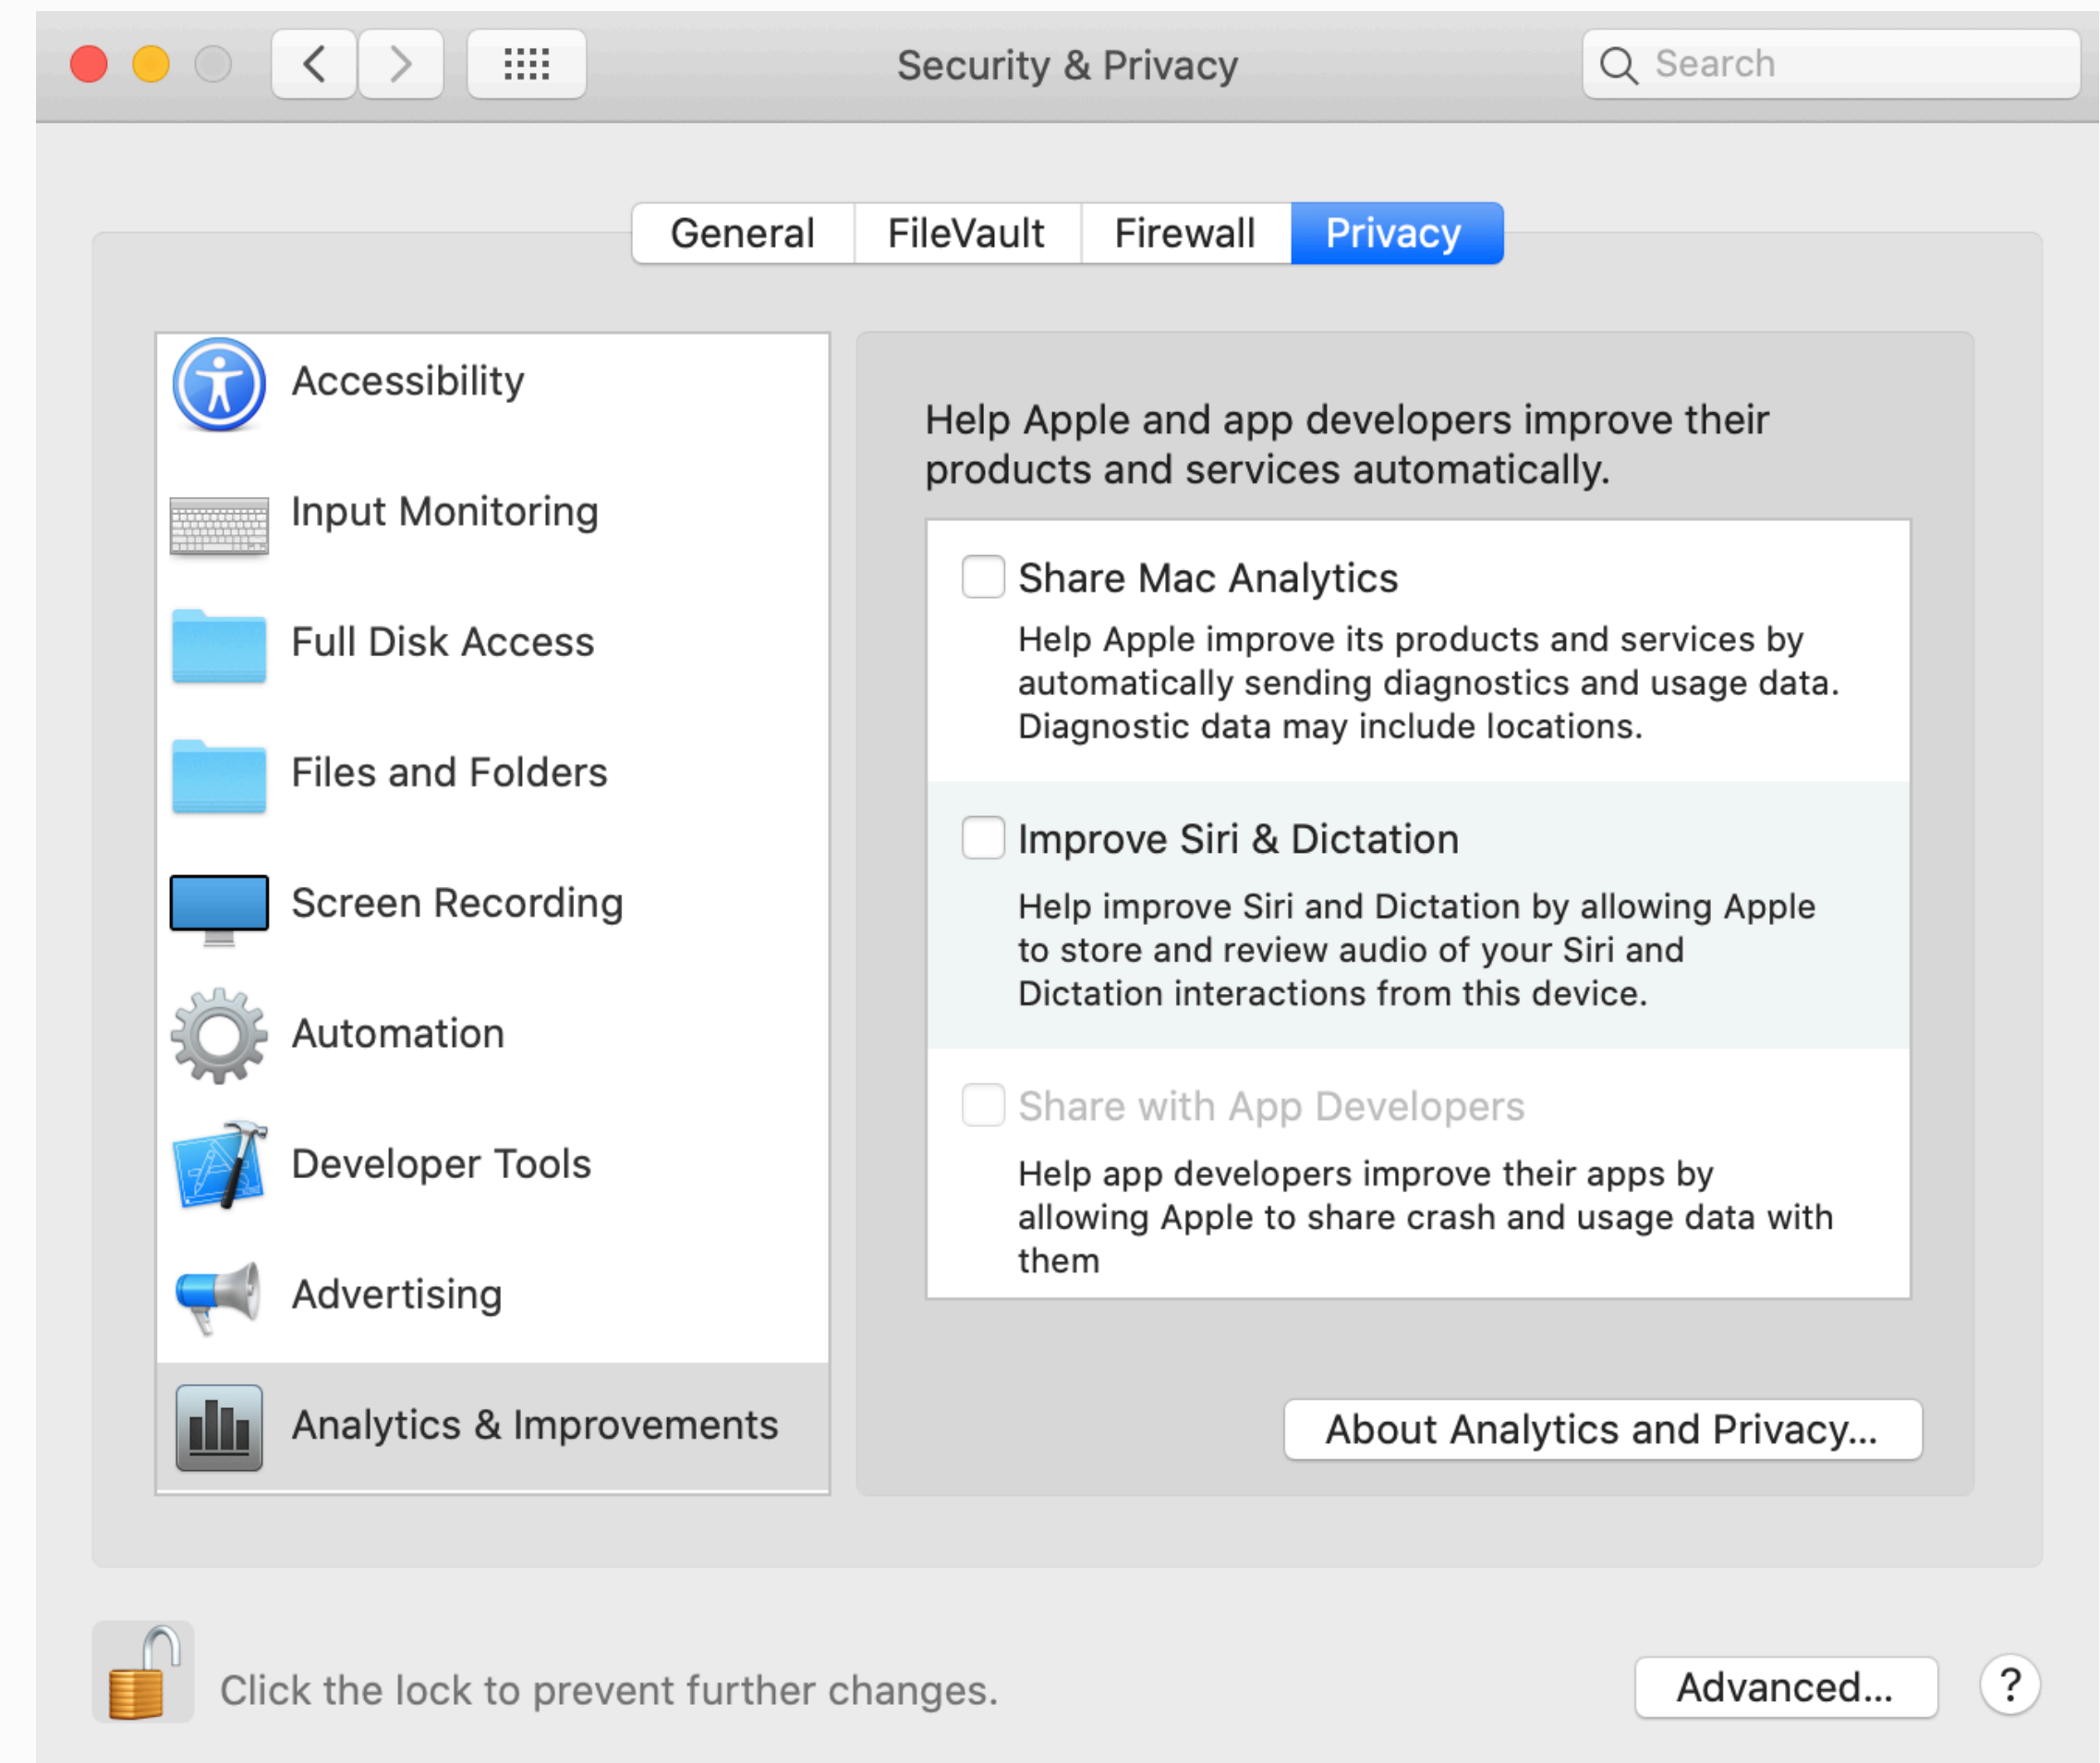 Security & Privacy
Search
General
FileVault
Firewall
Privacy
Accessibility
Input Monitoring
Full Disk Access
Files and Folders
Screen Recording
Automation
Developer Tools
Advertising
Analytics & Improvements
Help Apple and app developers improve their
products and services automatically.
Share Mac Analytics
Help Apple improve its products and services by
automatically sending diagnostics and usage data.
Diagnostic data may include locations.
Improve Siri & Dictation
Help improve Siri and Dictation by allowing Apple
to store and review audio of your Siri and
Dictation interactions from this device.
Share with App Developers
Help app developers improve their apps by
allowing Apple to share crash and usage data with
them
About Analytics and Privacy...
Click the lock to prevent further changes.
Advanced...
?